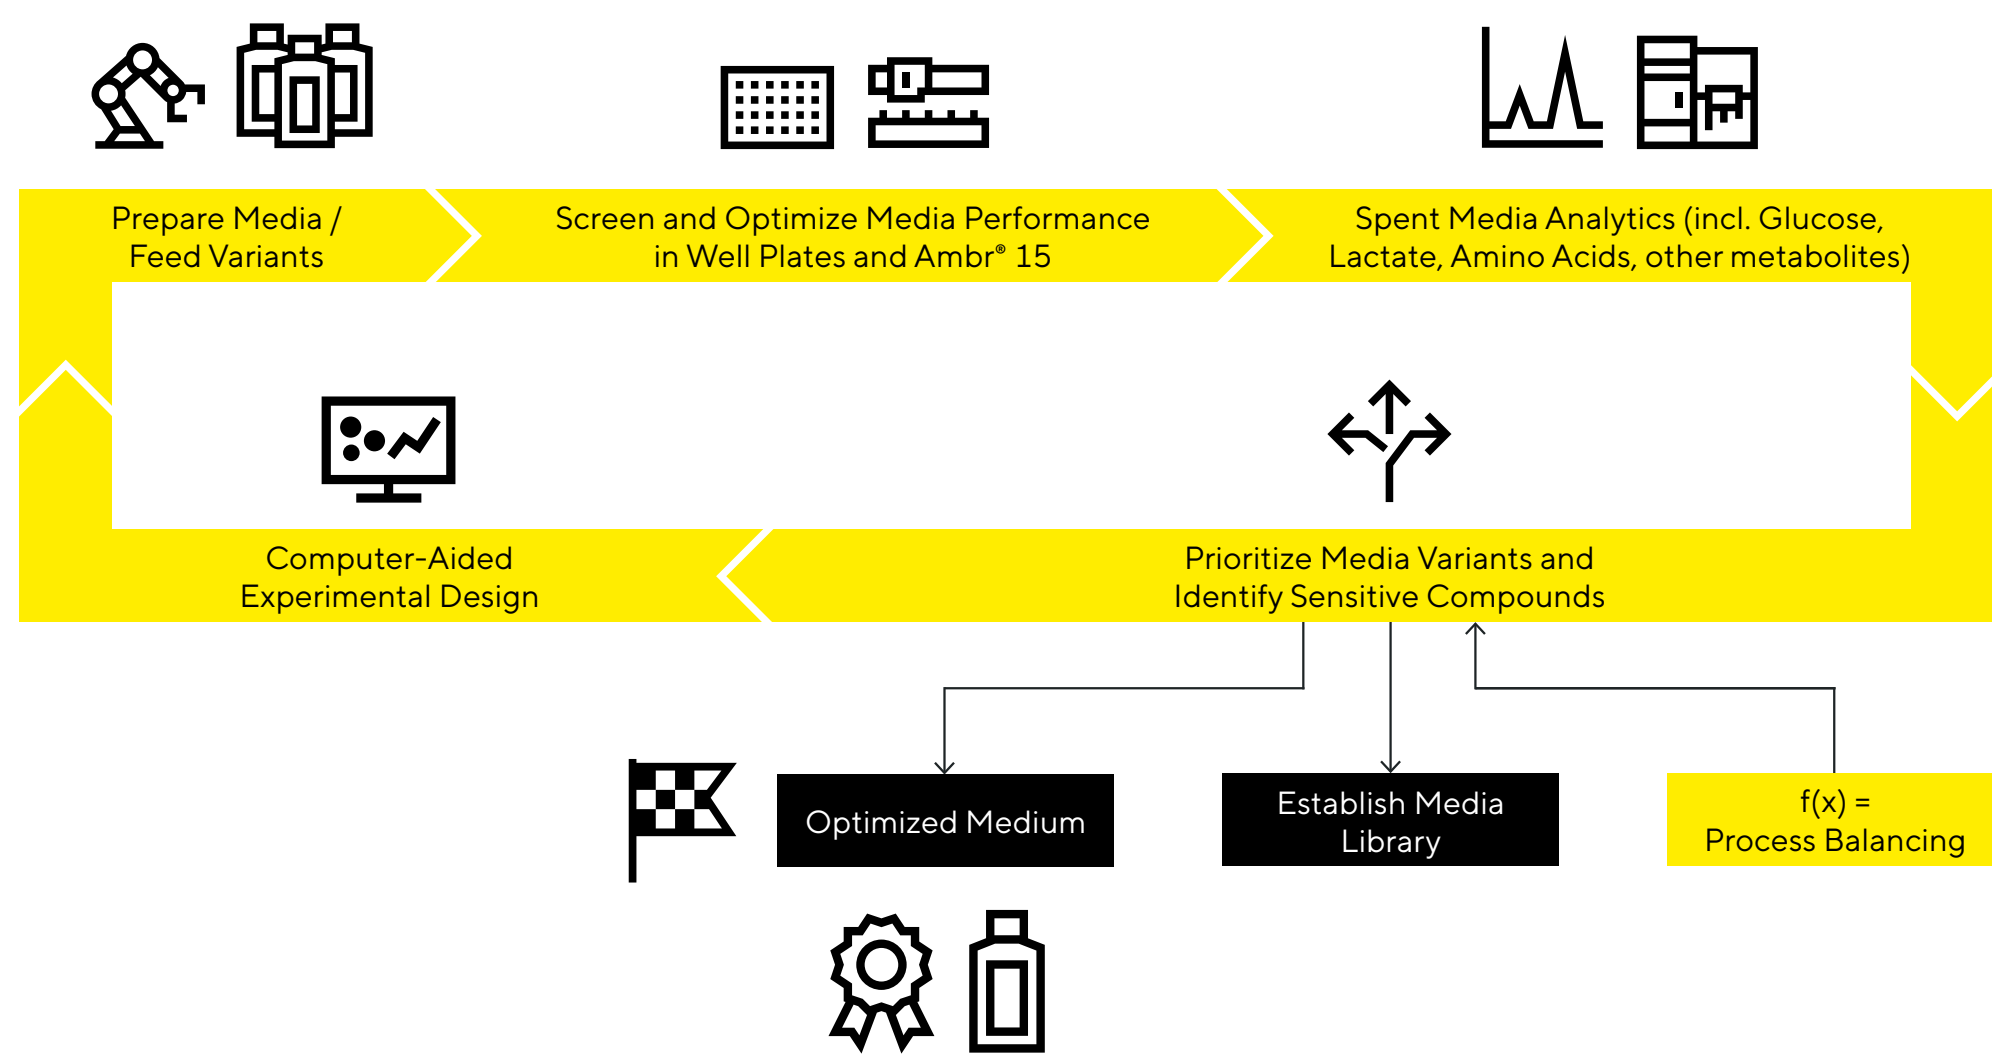 Prepare Media /
Feed Variants
Screen and Optimize Media Performance
in Well Plates and Ambr® 15
Spent Media Analytics (incl. Glucose,
Lactate, Amino Acids, other metabolites)
Computer-Aided
Experimental Design
Prioritize Media Variants and
Identify Sensitive Compounds
Optimized Medium
Establish Media
Library
f(x) =
Process Balancing